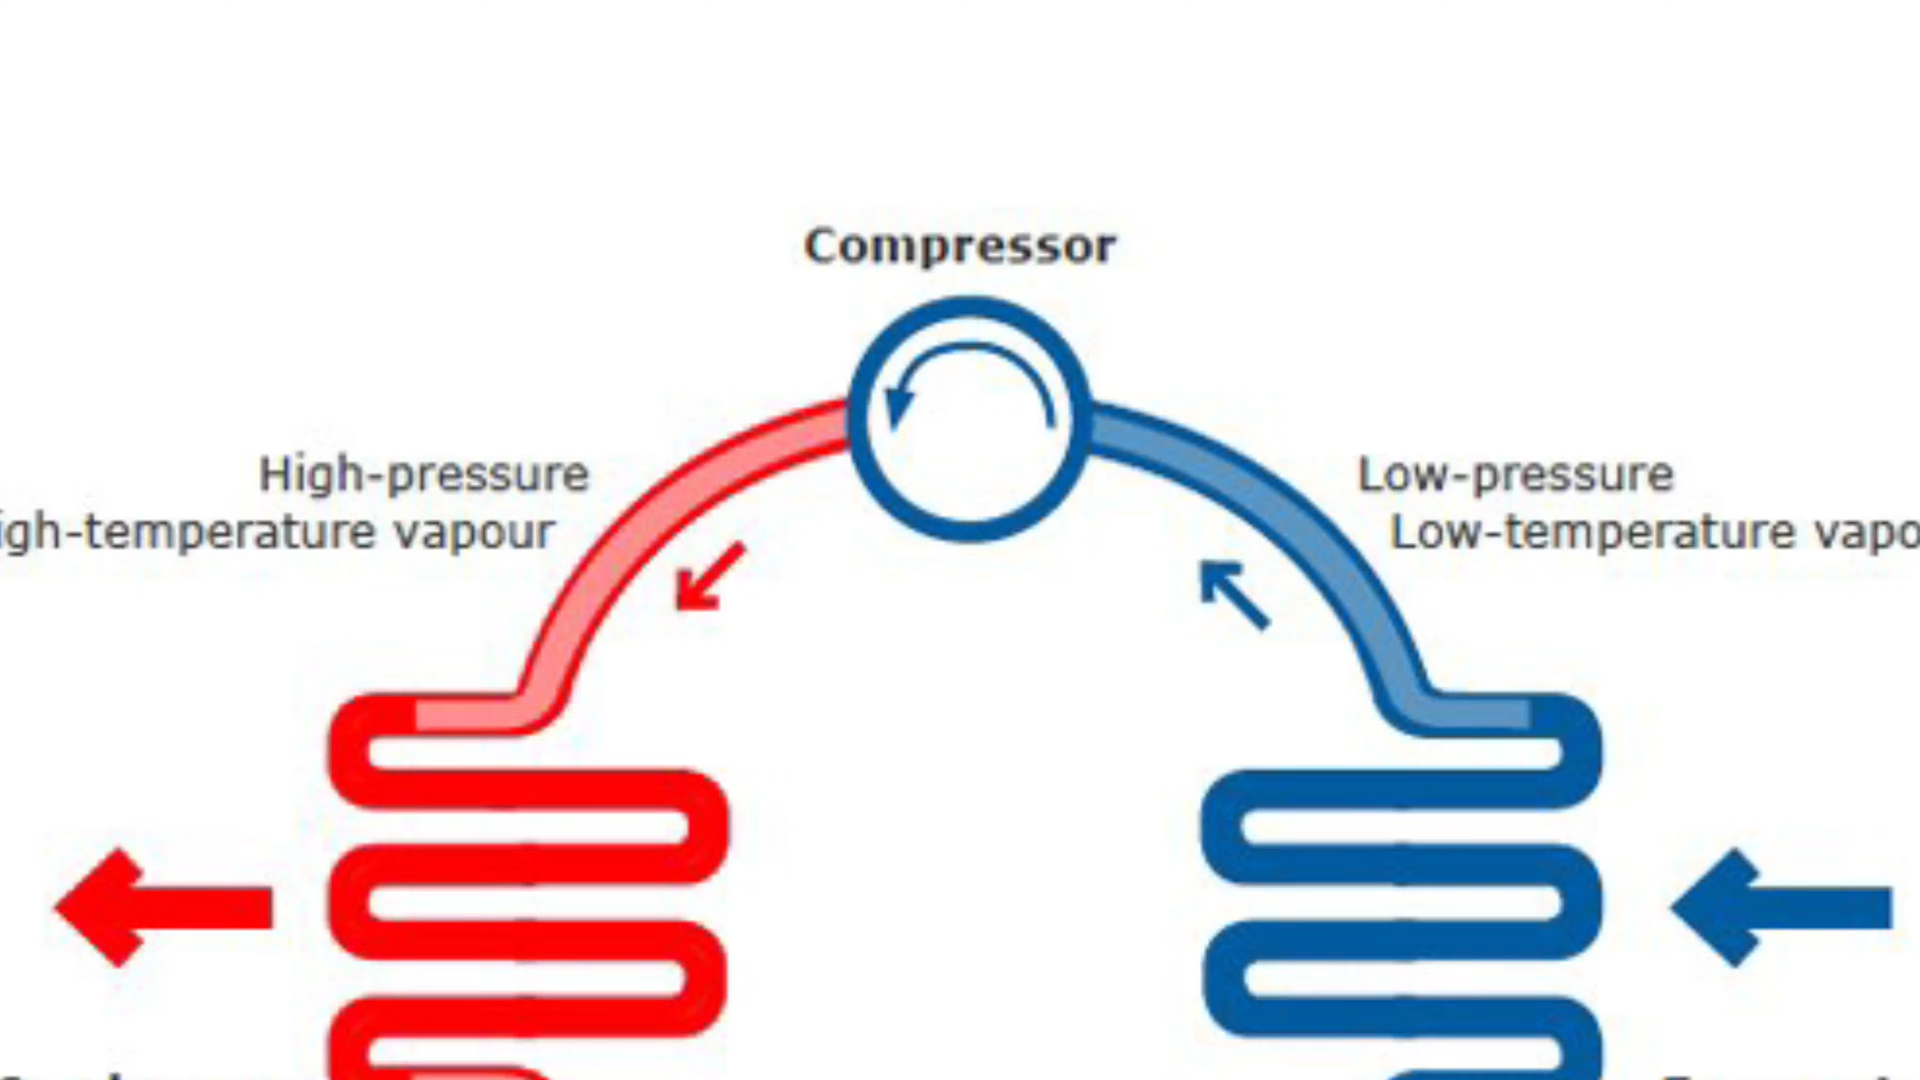 Compressor
High-pressure
igh-temperature vapour
Low-pressure
Low-temperature vapo